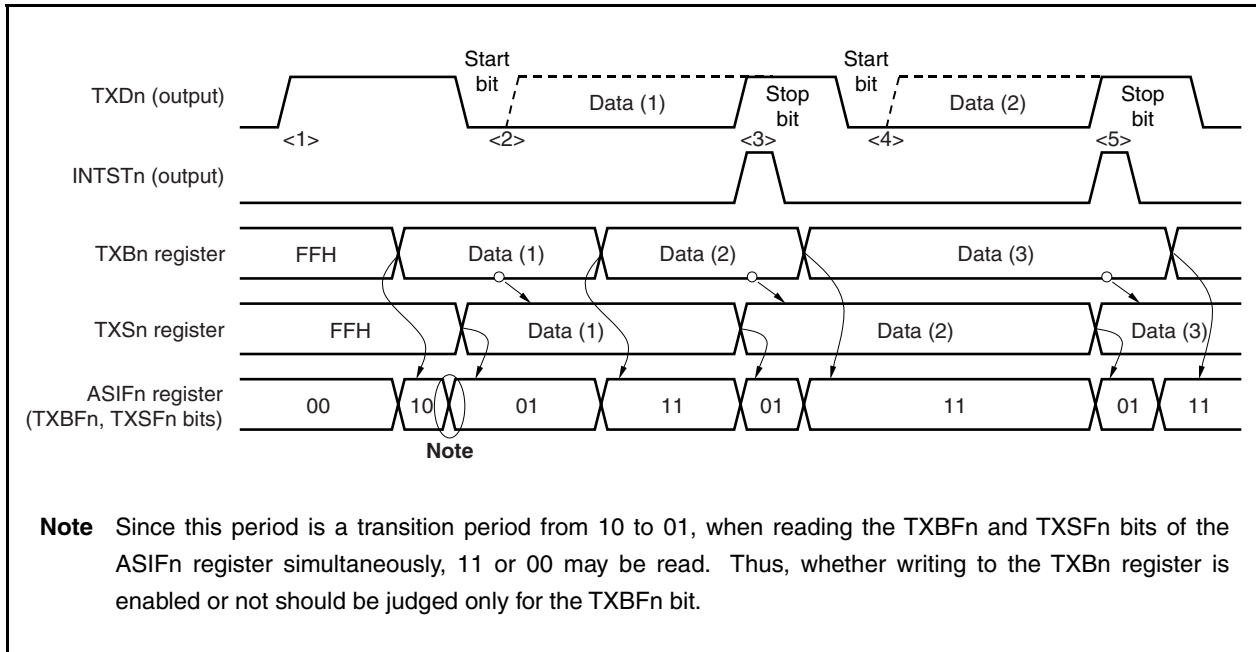 Start
bit
Start
bit
TXDn (output)
Data (1)
Stop
bit
Data (2)
Stop
bit
<1>
<2>
<3>
<4>
<5>
INTSTn (output)
TXBn register
FFH
Data (1)
Data (2)
Data (3)
TXSn register
FFH
Data (1)
Data (2)
Data (3)
ASIFn register
(TXBFn, TXSFn bits)
00
10
01
11
01
11
01
11
Note
Note Since this period is a transition period from 10 to 01, when reading the TXBFn and TXSFn bits of the
ASIFn register simultaneously, 11 or 00 may be read. Thus, whether writing to the TXBn register is
enabled or not should be judged only for the TXBFn bit.